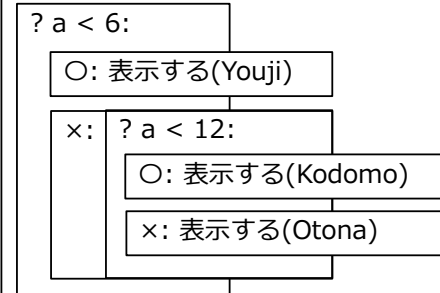 ? a < 6:
〇: 表示する(Youji)
×: ? a < 12:
〇: 表示する(Kodomo)
×: 表示する(Otona)